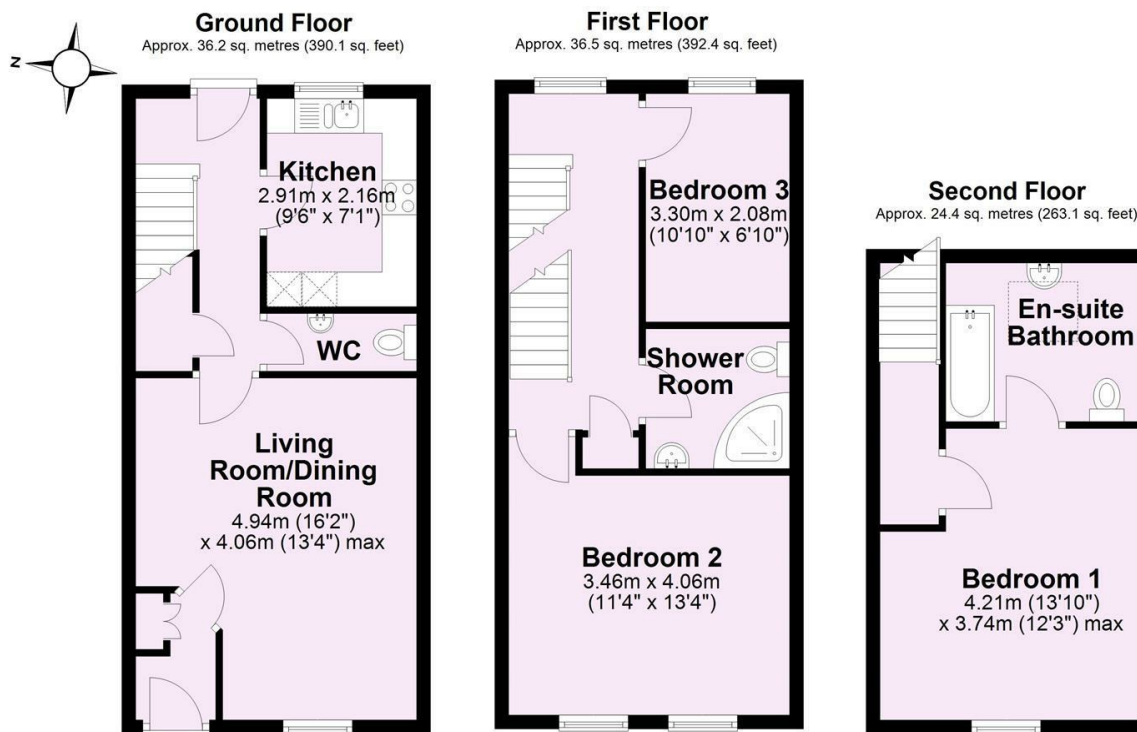 Ground Floor
Approx. 36.2 sq. metres (390.1 sq. feet)
N
Kitchen
2.91m x 2.16m
(9'6" x 7'1")
WC
Living
Room/Dining
Room
4.94m (16'2")
x 4.06m (13'4") max
First Floor
Approx. 36.5 sq. metres (392.4 sq. feet)
Bedroom 3
3.30m x 2.08m
(10'10" x 6'10")
Shower
Room
Bedroom 2
3.46m x 4.06m
(11'4" x 13'4")
Second Floor
Approx. 24.4 sq. metres (263.1 sq. feet)
En-suite
Bathroom
Bedroom 1
4.21m (13'10")
x 3.74m (12'3") max